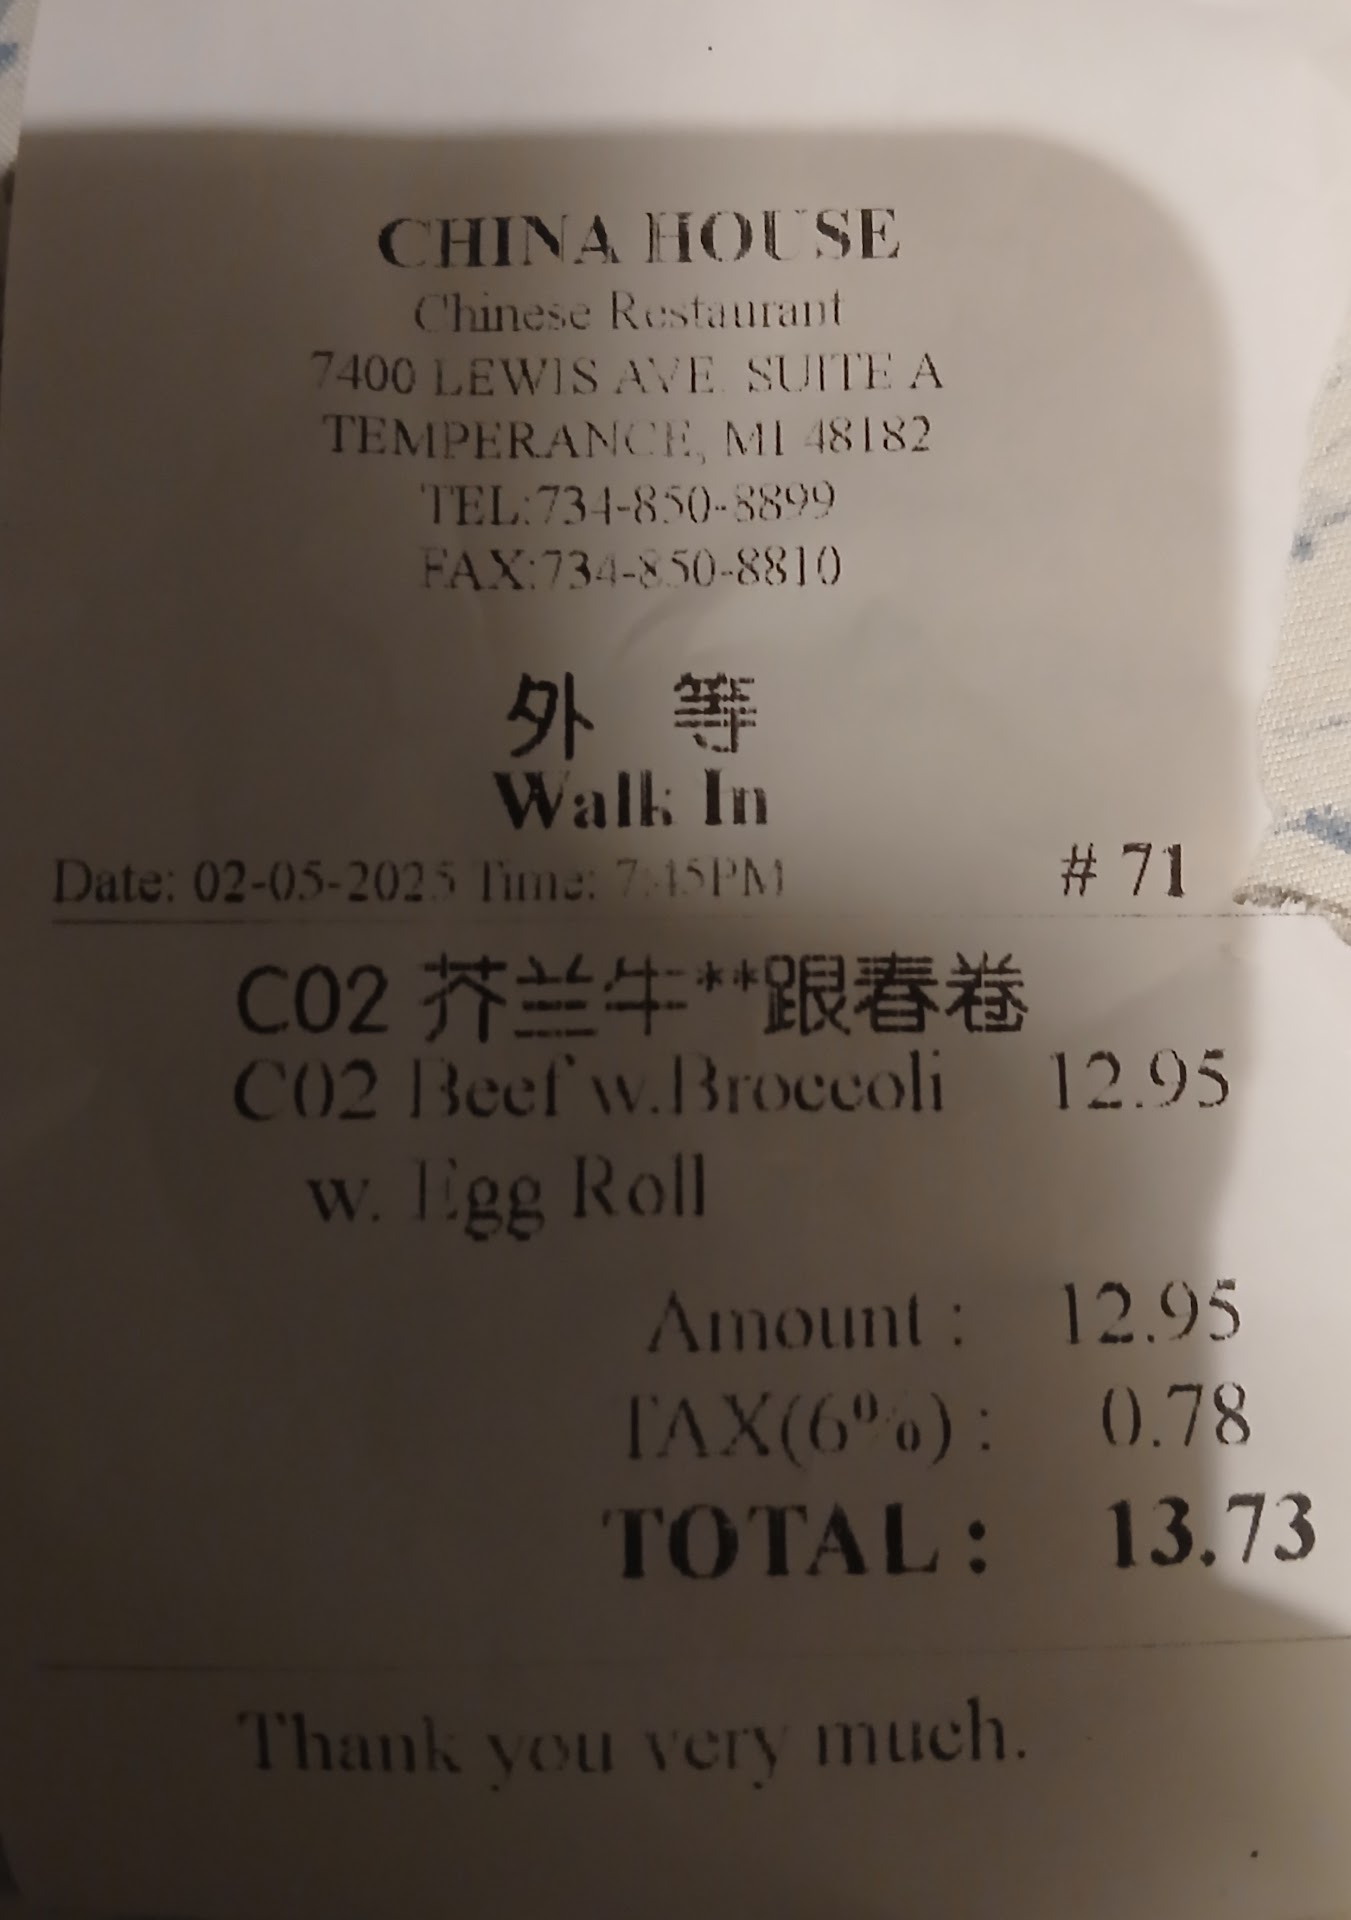 CHINA HOUSE
Chinese Restaurant
7400 LEWIS AVE. SUITE A
TEMPERANCE, MI 48182
TEL:734-850-8899
FAX:734-850-8810
外 等
Walk In
Date: 02-05-2025 Time: 7:45PM # 71
C02 芥兰牛**跟春卷
C02 Beef w.Broccoli 12.95
w. Egg Roll
Amount : 12.95
TAX(6%) : 0.78
TOTAL : 13.73
Thank you very much.